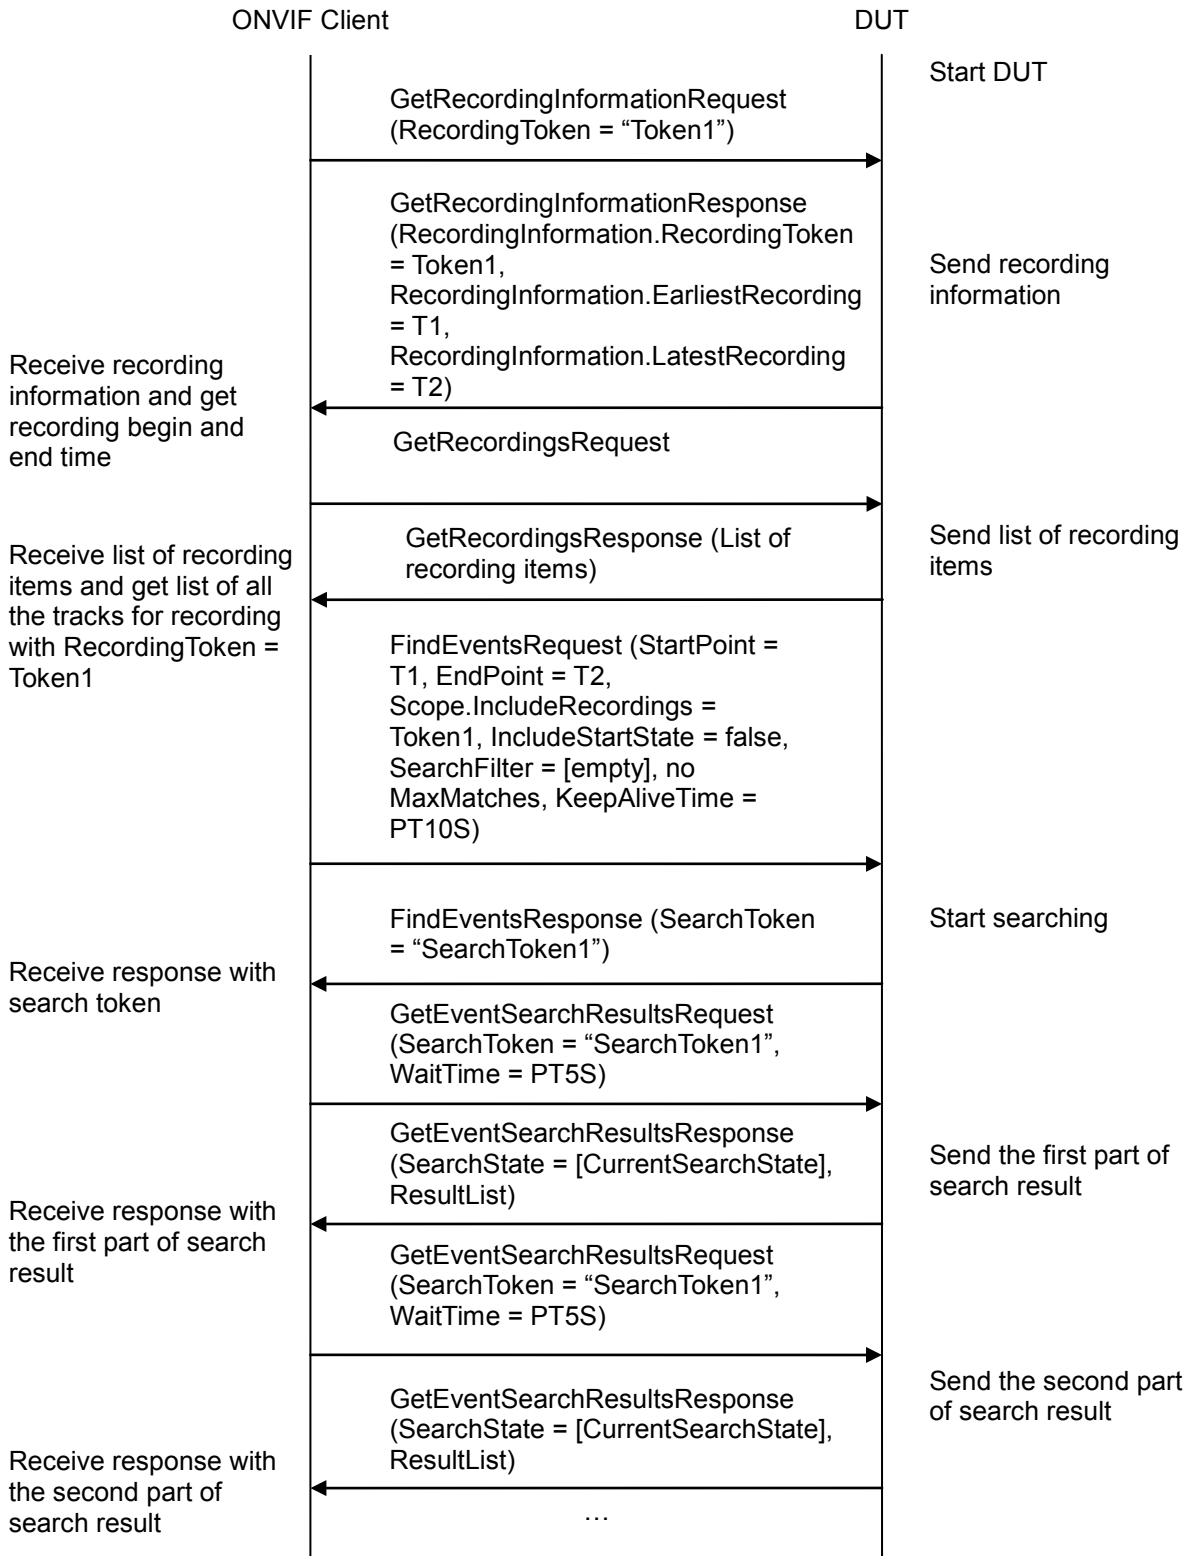 ONVIF Client
DUT
Start DUT
GetRecordingInformationRequest
(RecordingToken = “Token1”)
GetRecordingInformationResponse
(RecordingInformation.RecordingToken
= Token1,
RecordingInformation.EarliestRecording
= T1,
RecordingInformation.LatestRecording
= T2)
Send recording
information
Receive recording
information and get
recording begin and
end time
GetRecordingsRequest
Send list of recording
items
GetRecordingsResponse (List of
recording items)
Receive list of recording
items and get list of all
the tracks for recording
with RecordingToken =
Token1
FindEventsRequest (StartPoint =
T1, EndPoint = T2,
Scope.IncludeRecordings =
Token1, IncludeStartState = false,
SearchFilter = [empty], no
MaxMatches, KeepAliveTime =
PT10S)
Start searching
FindEventsResponse (SearchToken
= “SearchToken1”)
Receive response with
search token
GetEventSearchResultsRequest
(SearchToken = “SearchToken1”,
WaitTime = PT5S)
GetEventSearchResultsResponse
(SearchState = [CurrentSearchState],
ResultList)
Send the first part of
search result
Receive response with
the first part of search
result
GetEventSearchResultsRequest
(SearchToken = “SearchToken1”,
WaitTime = PT5S)
Send the second part
of search result
GetEventSearchResultsResponse
(SearchState = [CurrentSearchState],
ResultList)
Receive response with
the second part of
search result
…